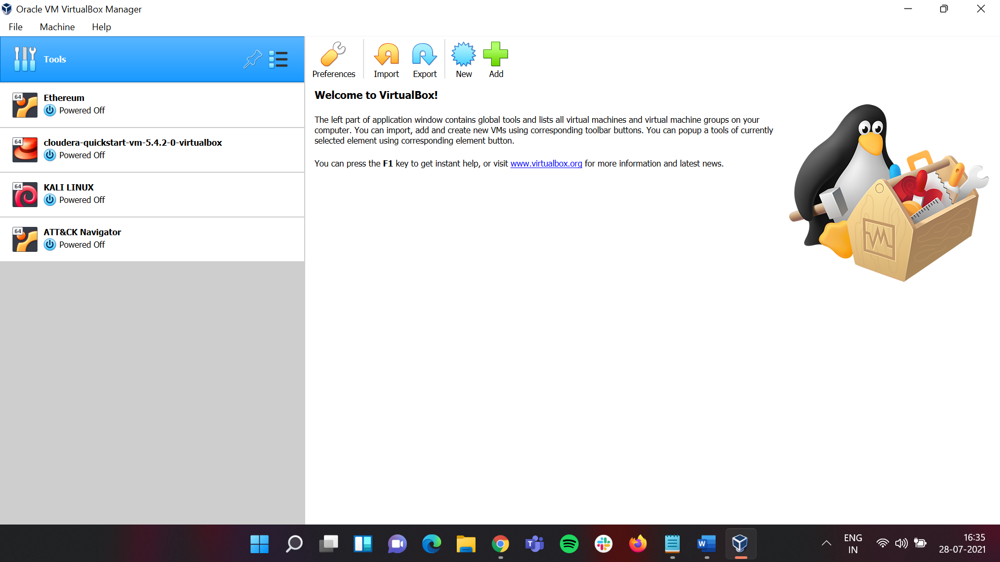 Oracle VM VirtualBox Manager
File Machine Help
Tools
Preferences Import Export New Add
64
Ethereum
Powered Off
64
cloudera-quickstart-vm-5.4.2-0-virtualbox
Powered Off
64
KALI LINUX
Powered Off
64
ATT&CK Navigator
Powered Off
Welcome to VirtualBox!
The left part of application window contains global tools and lists all virtual machines and virtual machine groups on your
computer. You can import, add and create new VMs using corresponding toolbar buttons. You can popup a tools of currently
selected element using corresponding element button.
You can press the F1 key to get instant help, or visit www.virtualbox.org for more information and latest news.
ENG
IN
16:35
28-07-2021